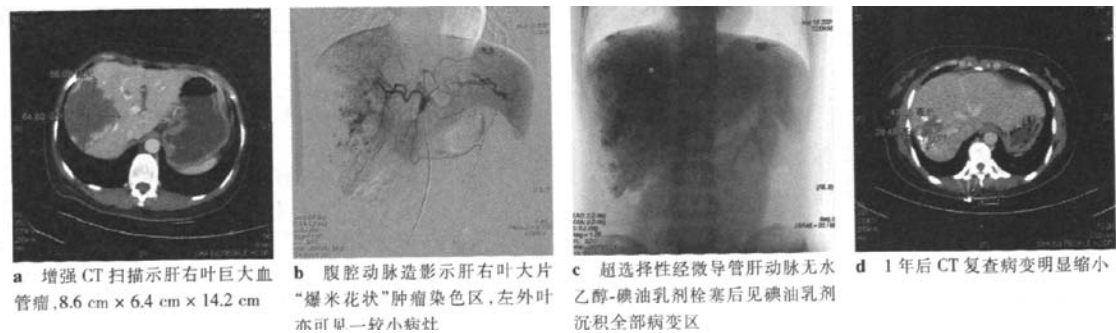 a 增强 CT 扫描示肝右叶巨大血
管瘤,8.6 cm × 6.4 cm × 14.2 cm
b 腹腔动脉造影示肝右叶大片
“爆米花状”肿瘤染色区,左外叶
亦可见一较小病灶
c 超选择性经微导管肝动脉无水
乙醇-碘油乳剂栓塞后见碘油乳剂
沉积全部病变区
d 1 年后 CT 复查病变明显缩小